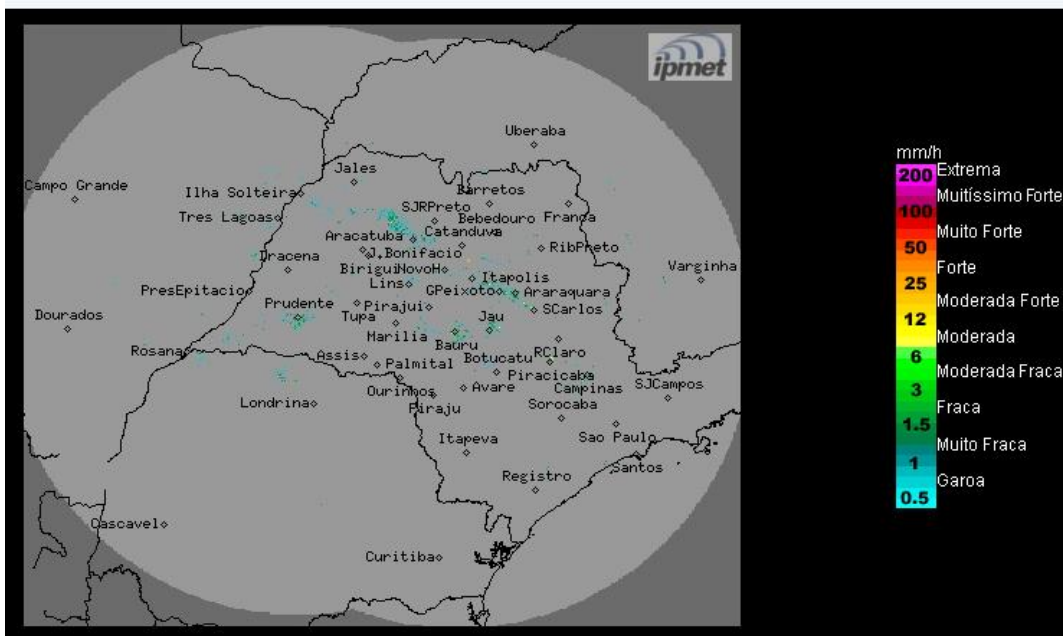 ipmet
Uberaba
Jales
Campo Grande
Ilha Solteira
Barretos
SJRPreto
Tres Lagoas
Bebedouro
Franca
Catanduva
Aracatuba
RibPreto
J.Bonifacio
Dracena
Birigui
NovoH
Itapolis
Varginha
Lins
GPeixoto
Araraquara
PresEpitacio
Prudente
Pirajui
SCarlos
Dourados
Tupa
Jau
Marilia
Bauru
Rosana
Assis
Botucatu
RClaro
Palmital
Piracicaba
SJCampos
Ourinhos
Avare
Campinas
Londrina
Piraju
Sorocaba
Itapeva
Sao Paulo
Santos
Registro
Cascavel
Curitiba
mm/h
200 Extrema
Muitíssimo Forte
100
Muito Forte
50
Forte
25
Moderada Forte
12
Moderada
6
Moderada Fraca
3
Fraca
1.5
Muito Fraca
1
Garoa
0.5